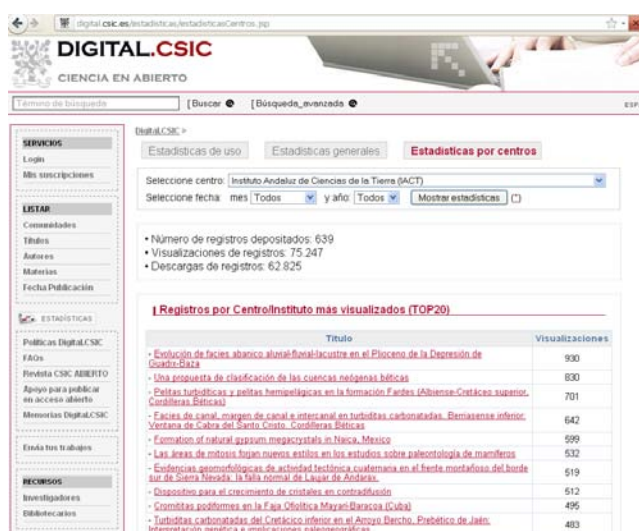 digital.csic.es/estadisticas/estadisticasCentros.jsp
DIGITAL.CSIC
CIENCIA EN ABIERTO
Término de búsqueda
[Buscar
[Búsqueda_avanzada
ESP
DigitalCSIC >
SERVICIOS
Login
Mis suscripciones
LISTAR
Comunidades
Títulos
Autores
Materias
Fecha Publicación
ESTADÍSTICAS
Políticas Digital.CSIC
FAQs
Revista CSIC ABIERTO
Apoyo para publicar
en acceso abierto
Memorias Digital.CSIC
Envía tus trabajos
RECURSOS
Investigadores
Bibliotecarios
Estadísticas de uso
Estadísticas generales
Estadísticas por centros
Seleccione centro: Instituto Andaluz de Ciencias de la Tierra (IACT)
Seleccione fecha: mes Todos y año: Todos Mostrar estadísticas (*)
• Número de registros depositados: 639
• Visualizaciones de registros: 75.247
• Descargas de registros: 62.825
Registros por Centro/Instituto más visualizados (TOP20)
Título Visualizaciones
- Evolución de facies abanico aluvial-fluvial-lacustre en el Plioceno de la Depresión de
Guadix-Baza 930
- Una propuesta de clasificación de las cuencas neógenas béticas 830
- Pelitas turbidíticas y pelitas hemipelágicas en la formación Fardes (Albiense-Cretáceo superior,
Cordilleras Béticas) 701
- Facies de canal, margen de canal e intercanal en turbiditas carbonatadas. Berriasense inferior,
Ventana de Cabra del Santo Cristo. Cordilleras Béticas 642
- Formation of natural gypsum megacrystals in Naica, Mexico 599
- Las áreas de mitosis forjan nuevos estilos en los estudios sobre paleontología de mamíferos 532
- Evidencias geomorfológicas de actividad tectónica cuaternaria en el frente montañoso del borde
sur de Sierra Nevada: la falla normal de Laujar de Andarax. 519
- Dispositivo para el crecimiento de cristales en contradifusión 512
- Cromititas podiformes en la Faja Ofiolítica Mayarí-Baracoa (Cuba) 495
- Turbiditas carbonatadas del Cretácico inferior en el Arroyo Bercho, Prebético de Jaén:
Interpretación genética e implicaciones paleogeográficas 483